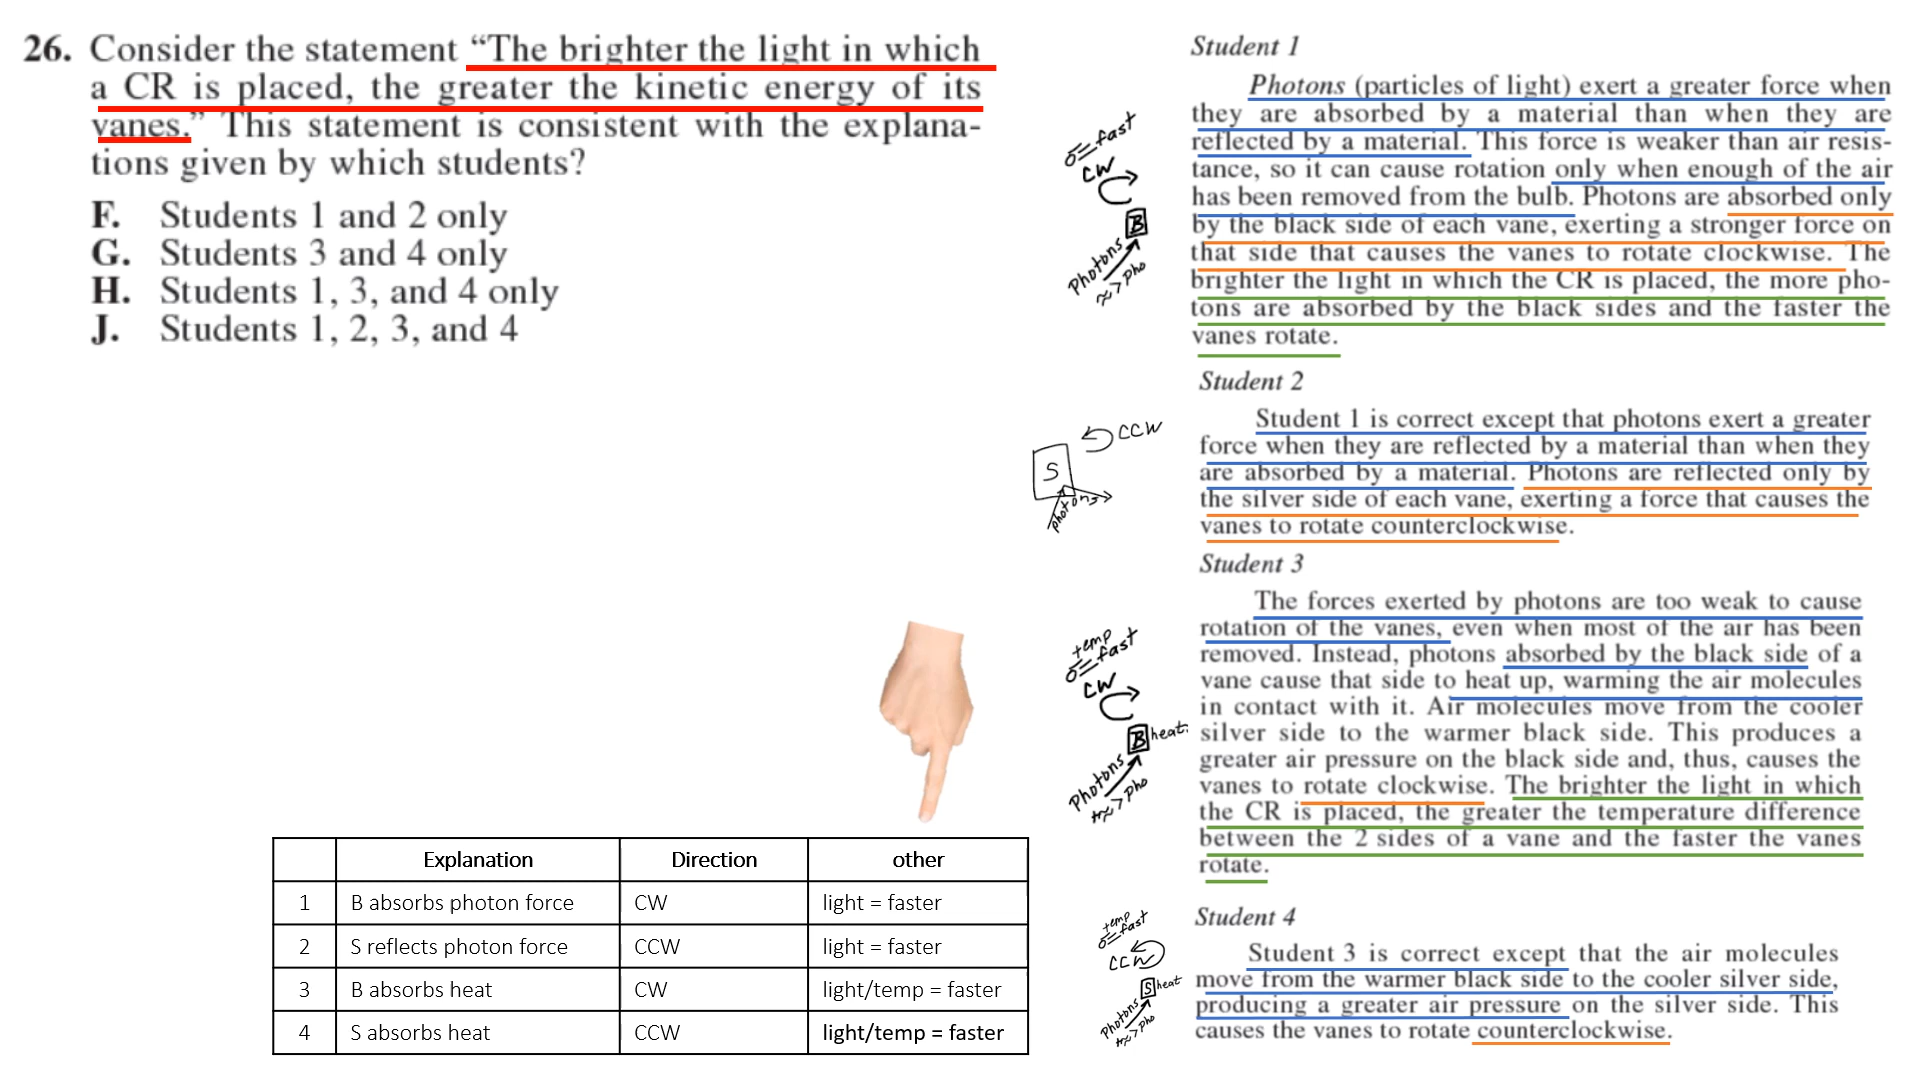 26. Consider the statement “The brighter the light in which
a CR is placed, the greater the kinetic energy of its
vanes.” This statement is consistent with the explana-
tions given by which students?
F. Students 1 and 2 only
G. Students 3 and 4 only
H. Students 1, 3, and 4 only
J. Students 1, 2, 3, and 4
Explanation Direction other
1 B absorbs photon force CW light = faster
2 S reflects photon force CCW light = faster
3 B absorbs heat CW light/temp = faster
4 S absorbs heat CCW light/temp = faster
Student 1
Photons (particles of light) exert a greater force when
they are absorbed by a material than when they are
reflected by a material. This force is weaker than air resis-
tance, so it can cause rotation only when enough of the air
has been removed from the bulb. Photons are absorbed only
by the black side of each vane, exerting a stronger force on
that side that causes the vanes to rotate clockwise. The
brighter the light in which the CR is placed, the more pho-
tons are absorbed by the black sides and the faster the
vanes rotate.
fast
CW
B
Photons
pho
Student 2
Student 1 is correct except that photons exert a greater
force when they are reflected by a material than when they
are absorbed by a material. Photons are reflected only by
the silver side of each vane, exerting a force that causes the
vanes to rotate counterclockwise.
CCW
S
photons
Student 3
The forces exerted by photons are too weak to cause
rotation of the vanes, even when most of the air has been
removed. Instead, photons absorbed by the black side of a
vane cause that side to heat up, warming the air molecules
in contact with it. Air molecules move from the cooler
silver side to the warmer black side. This produces a
greater air pressure on the black side and, thus, causes the
vanes to rotate clockwise. The brighter the light in which
the CR is placed, the greater the temperature difference
between the 2 sides of a vane and the faster the vanes
rotate.
temp
fast
CW
B heat
Photons
pho
Student 4
Student 3 is correct except that the air molecules
move from the warmer black side to the cooler silver side,
producing a greater air pressure on the silver side. This
causes the vanes to rotate counterclockwise.
temp
fast
CCW
S heat
Photons
pho